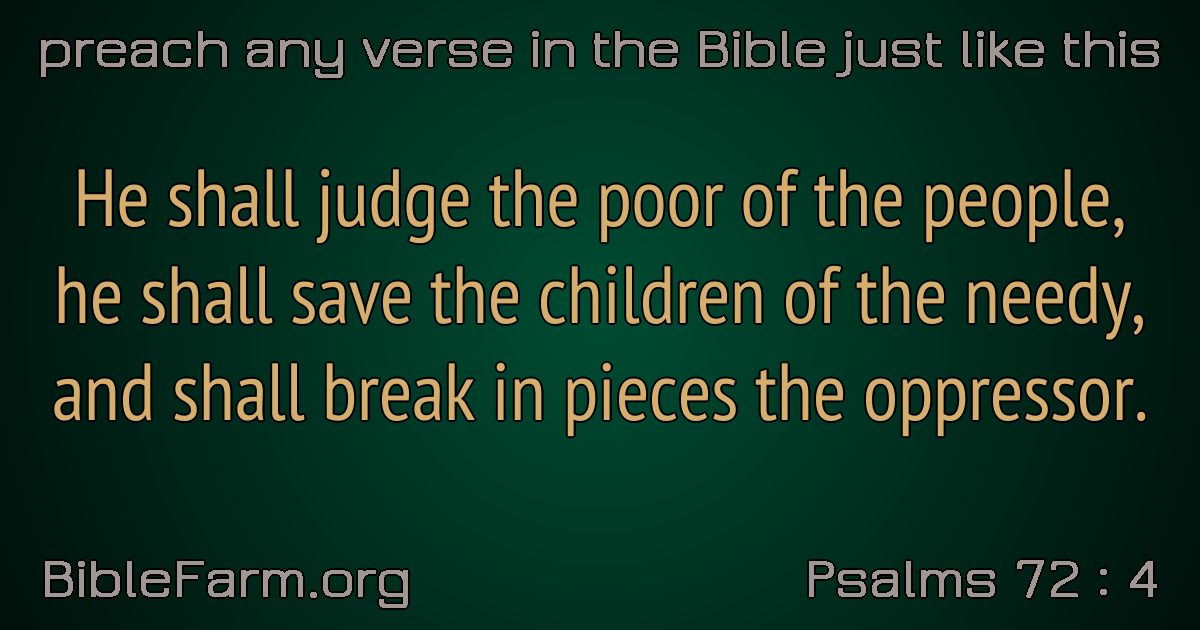 preach any verse in the Bible just like this
He shall judge the poor of the people,
he shall save the children of the needy,
and shall break in pieces the oppressor.
BibleFarm.org
Psalms 72 : 4